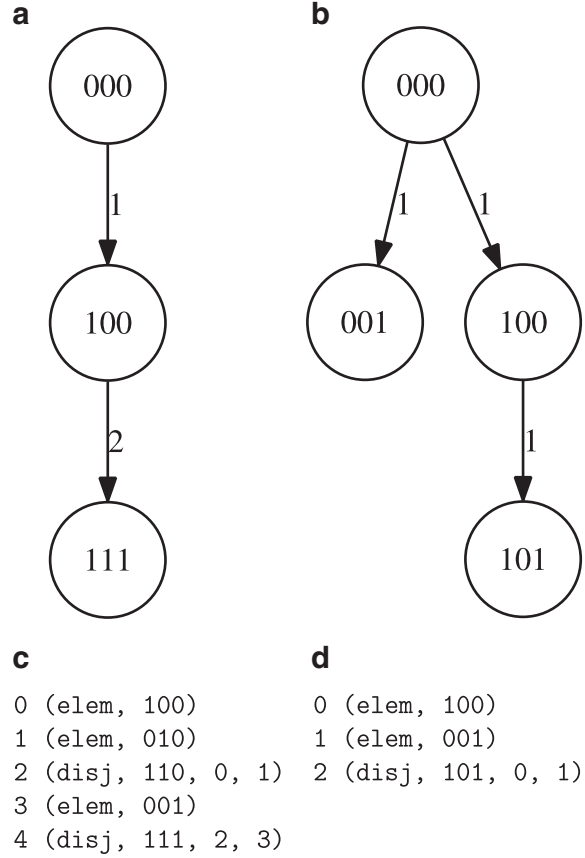 a
b
000
000
1
1
1
100
001
100
2
1
111
101
c
d
0 (elem, 100)
1 (elem, 010)
2 (disj, 110, 0, 1)
3 (elem, 001)
4 (disj, 111, 2, 3)
0 (elem, 100)
1 (elem, 001)
2 (disj, 101, 0, 1)